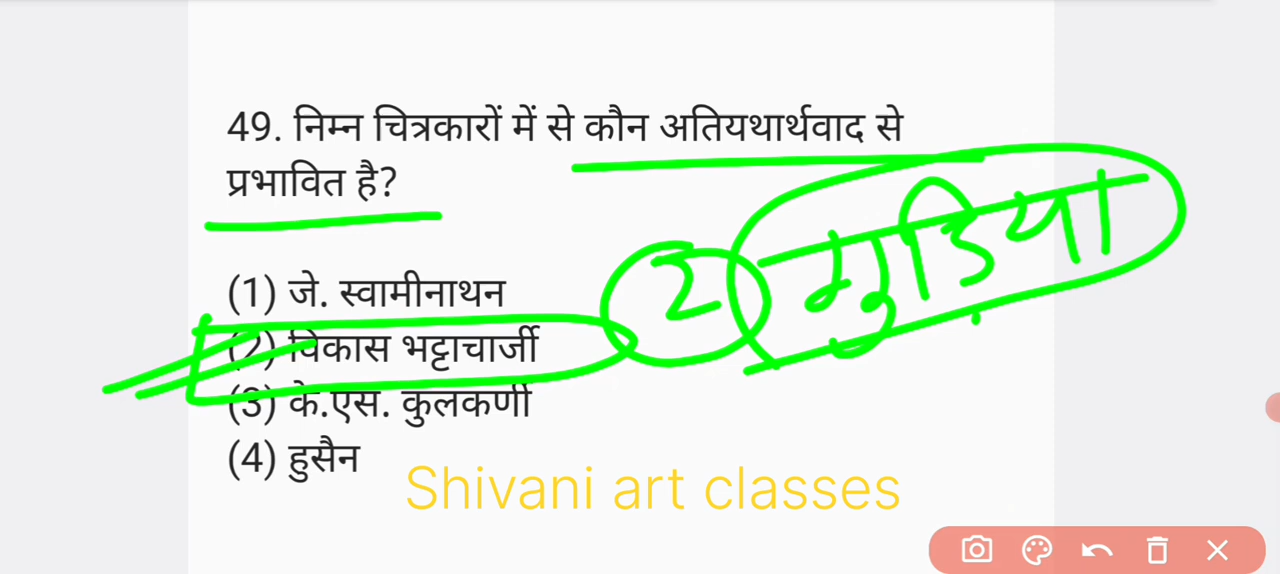 49. निम्न चित्रकारों में से कौन अतियथार्थवाद से
प्रभावित है?
(1) जे. स्वामीनाथन
2 गुड़िया
(2) विकास भट्टाचार्जी
(3) के.एस. कुलकर्णी
(4) हुसैन
Shivani art classes